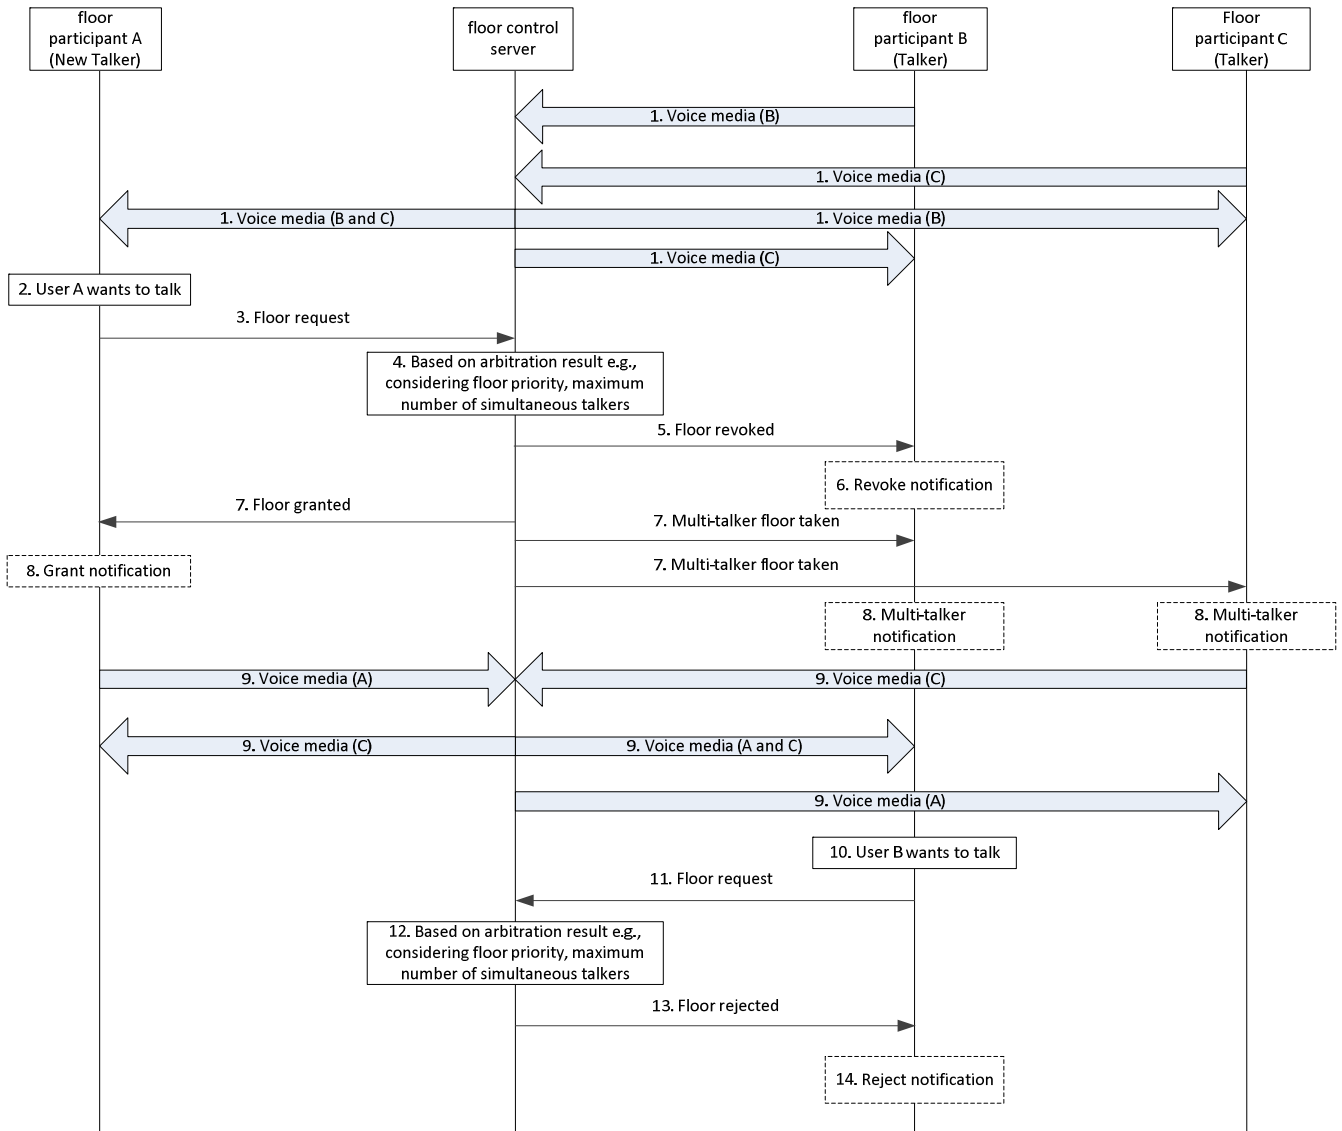 floor
participant A
(New Talker)
floor control
server
floor
participant B
(Talker)
Floor
participant C
(Talker)
1. Voice media (B)
1. Voice media (C)
1. Voice media (B and C)
1. Voice media (B)
1. Voice media (C)
2. User A wants to talk
3. Floor request
4. Based on arbitration result e.g.,
considering floor priority, maximum
number of simultaneous talkers
5. Floor revoked
6. Revoke notification
7. Floor granted
7. Multi-talker floor taken
8. Grant notification
7. Multi-talker floor taken
8. Multi-talker
notification
8. Multi-talker
notification
9. Voice media (A)
9. Voice media (C)
9. Voice media (C)
9. Voice media (A and C)
9. Voice media (A)
10. User B wants to talk
11. Floor request
12. Based on arbitration result e.g.,
considering floor priority, maximum
number of simultaneous talkers
13. Floor rejected
14. Reject notification